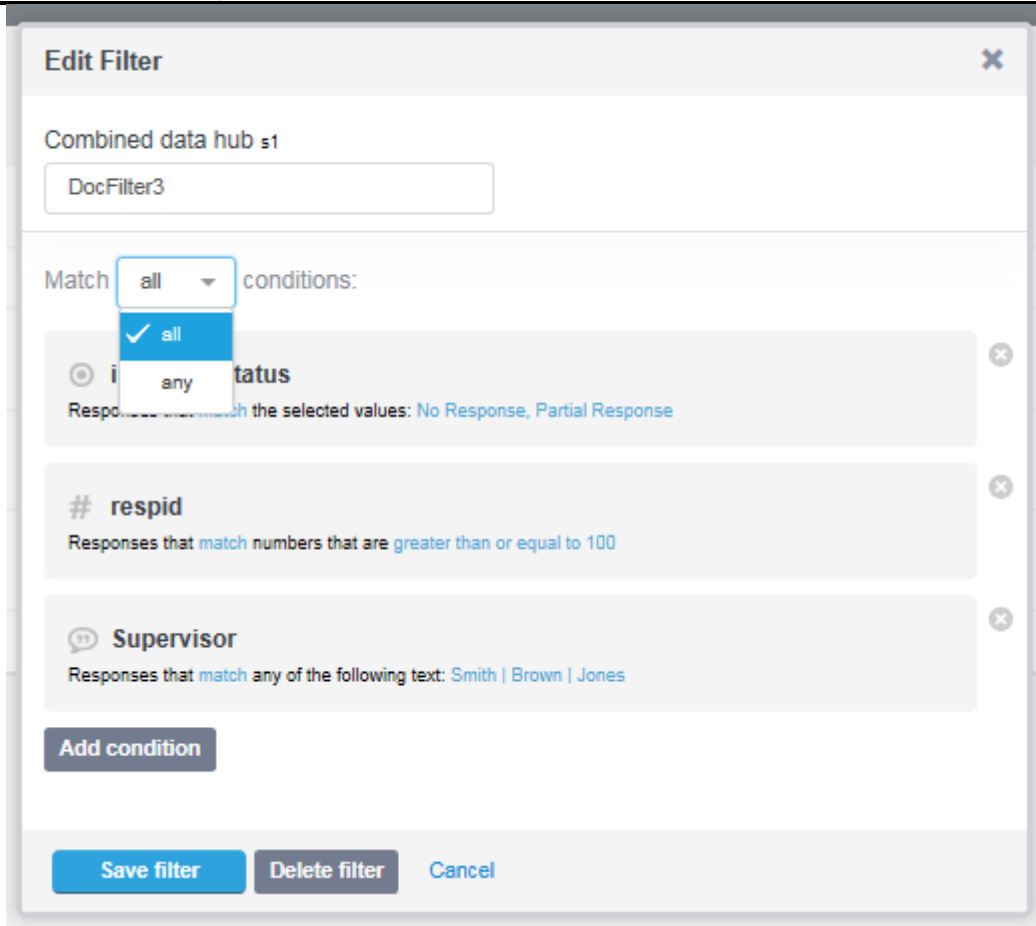 Edit Filter
Combined data hub s1
DocFilter3
Match all conditions:
all
any
tatus
the selected values: No Response, Partial Response
# respid
Responses that match numbers that are greater than or equal to 100
Supervisor
Responses that match any of the following text: Smith | Brown | Jones
Add condition
Save filter Delete filter Cancel